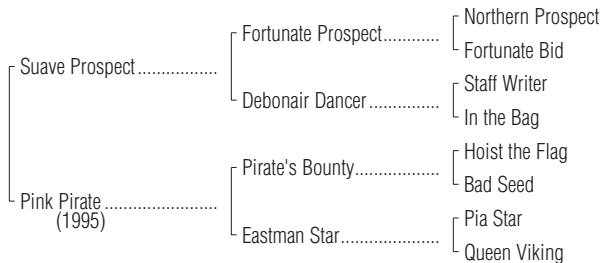 Northern Prospect
Fortunate Prospect............
Fortunate Bid
Suave Prospect.................
Staff Writer
Debonair Dancer...............
In the Bag
Hoist the Flag
Pirate's Bounty..................
Bad Seed
Pink Pirate........................
(1995)
Pia Star
Eastman Star.....................
Queen Viking